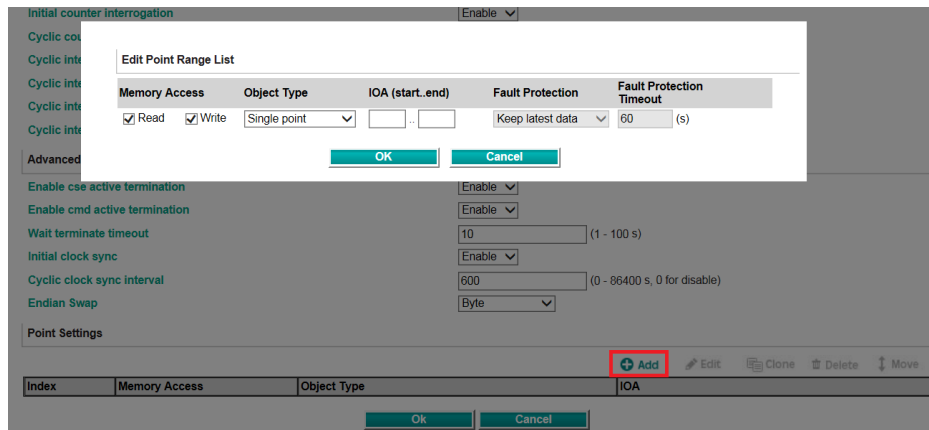 Initial counter interrogation Enable
Cyclic cou
Cyclic inte
Cyclic inte
Cyclic inte
Cyclic inte
Edit Point Range List
Memory Access Object Type IOA (start..end) Fault Protection Fault Protection Timeout
Read Write Single point .. Keep latest data 60 (s)
OK Cancel
Advanced
Enable cse active termination Enable
Enable cmd active termination Enable
Wait terminate timeout 10 (1 - 100 s)
Initial clock sync Enable
Cyclic clock sync interval 600 (0 - 86400 s, 0 for disable)
Endian Swap Byte
Point Settings
Add Edit Clone Delete Move
Index Memory Access Object Type IOA
Ok Cancel